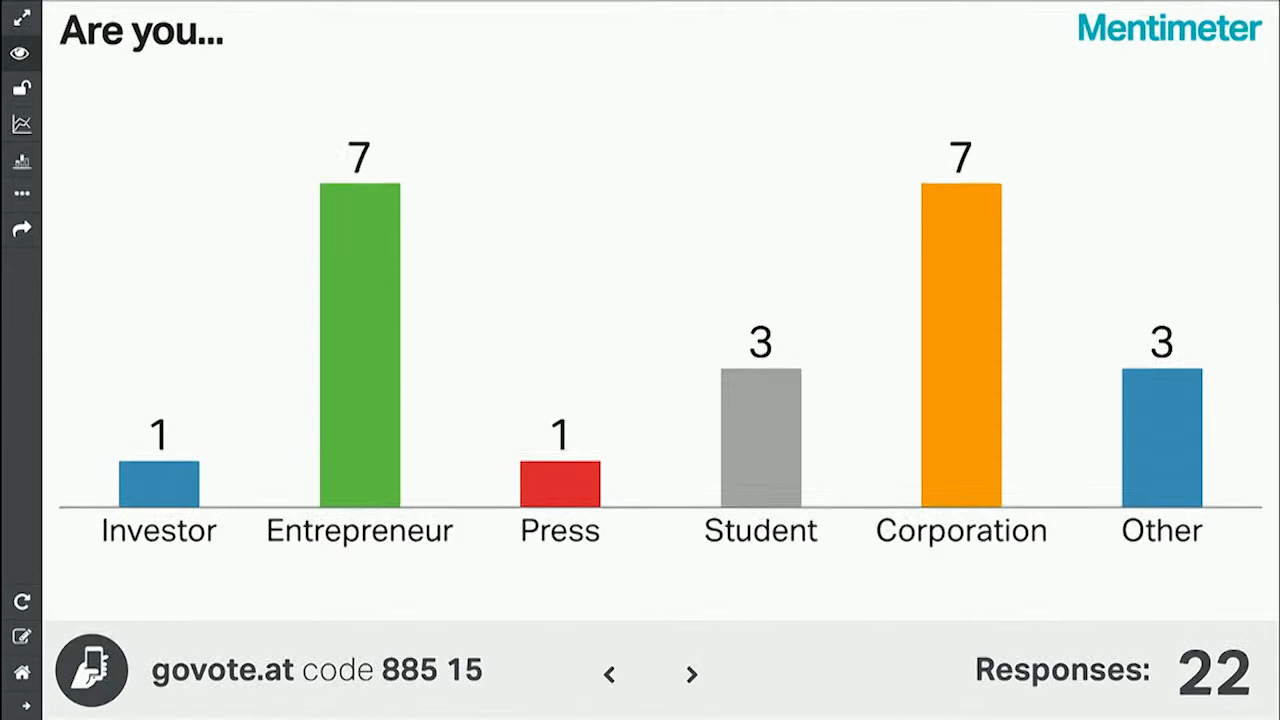 Are you...
Mentimeter
7
7
3
3
1
1
Investor Entrepreneur Press Student Corporation Other
govote.at code 885 15
Responses: 22